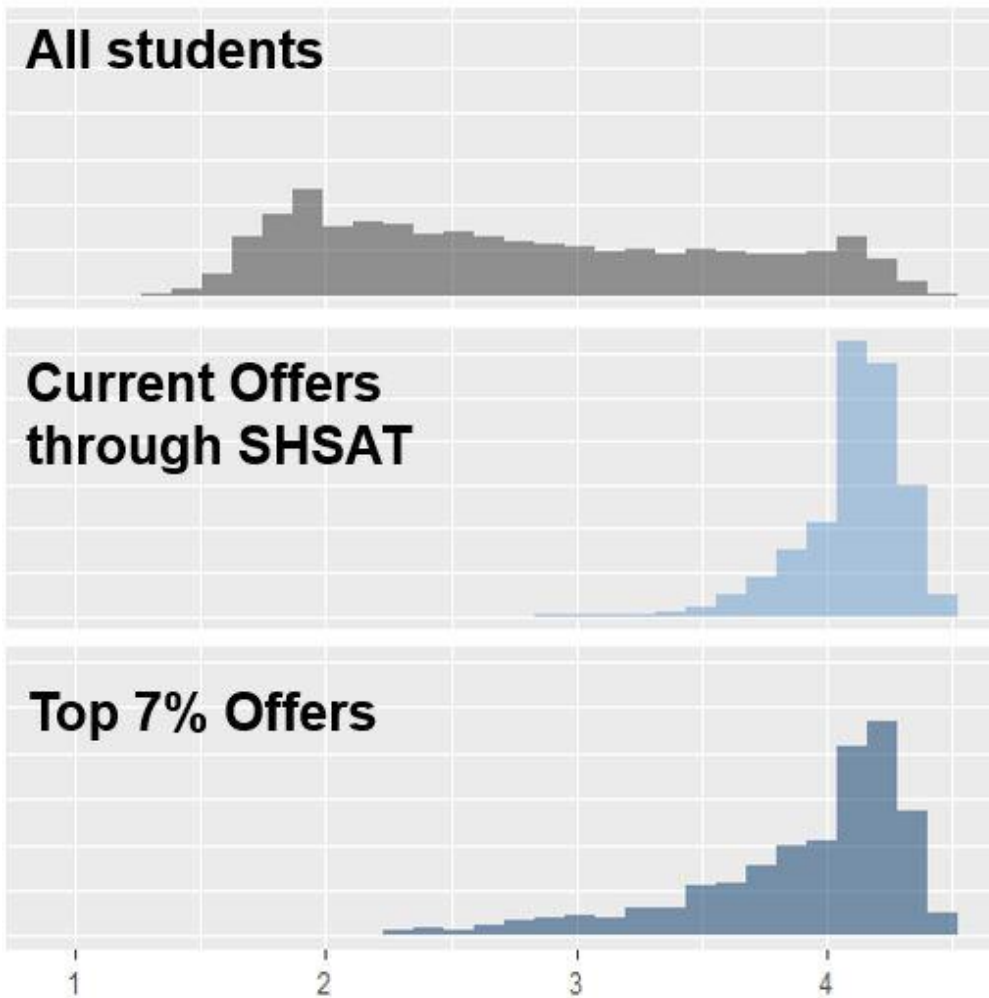 All students
Current Offers
through SHSAT
Top 7% Offers
1 2 3 4